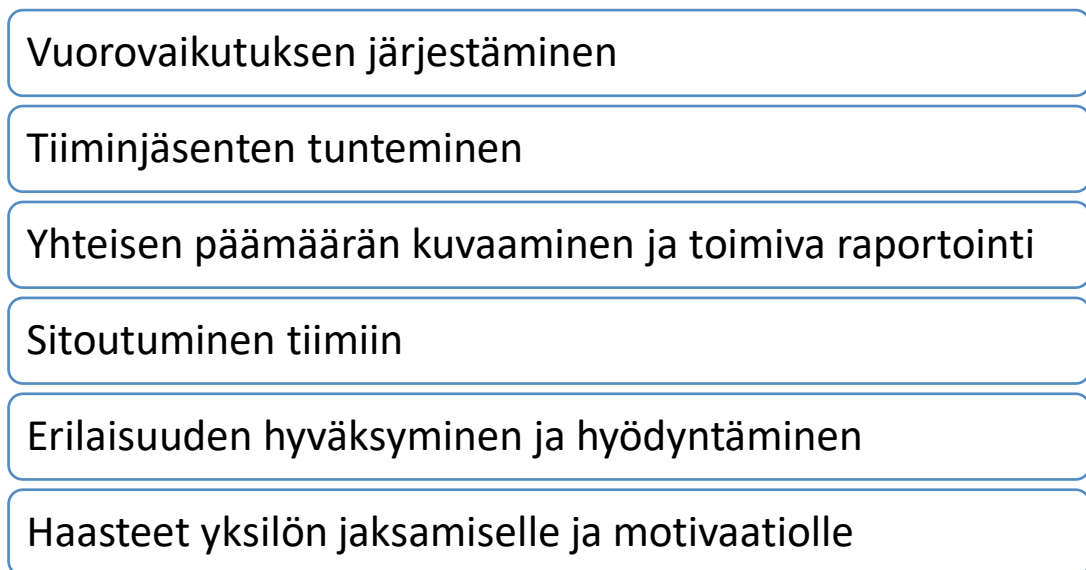 Vuorovaikutuksen järjestäminen
Tiiminjäsenten tunteminen
Yhteisen päämäärän kuvaaminen ja toimiva raportointi
Sitoutuminen tiimiin
Erilaisuuden hyväksyminen ja hyödyntäminen
Haasteet yksilön jaksamiselle ja motivaatiolle